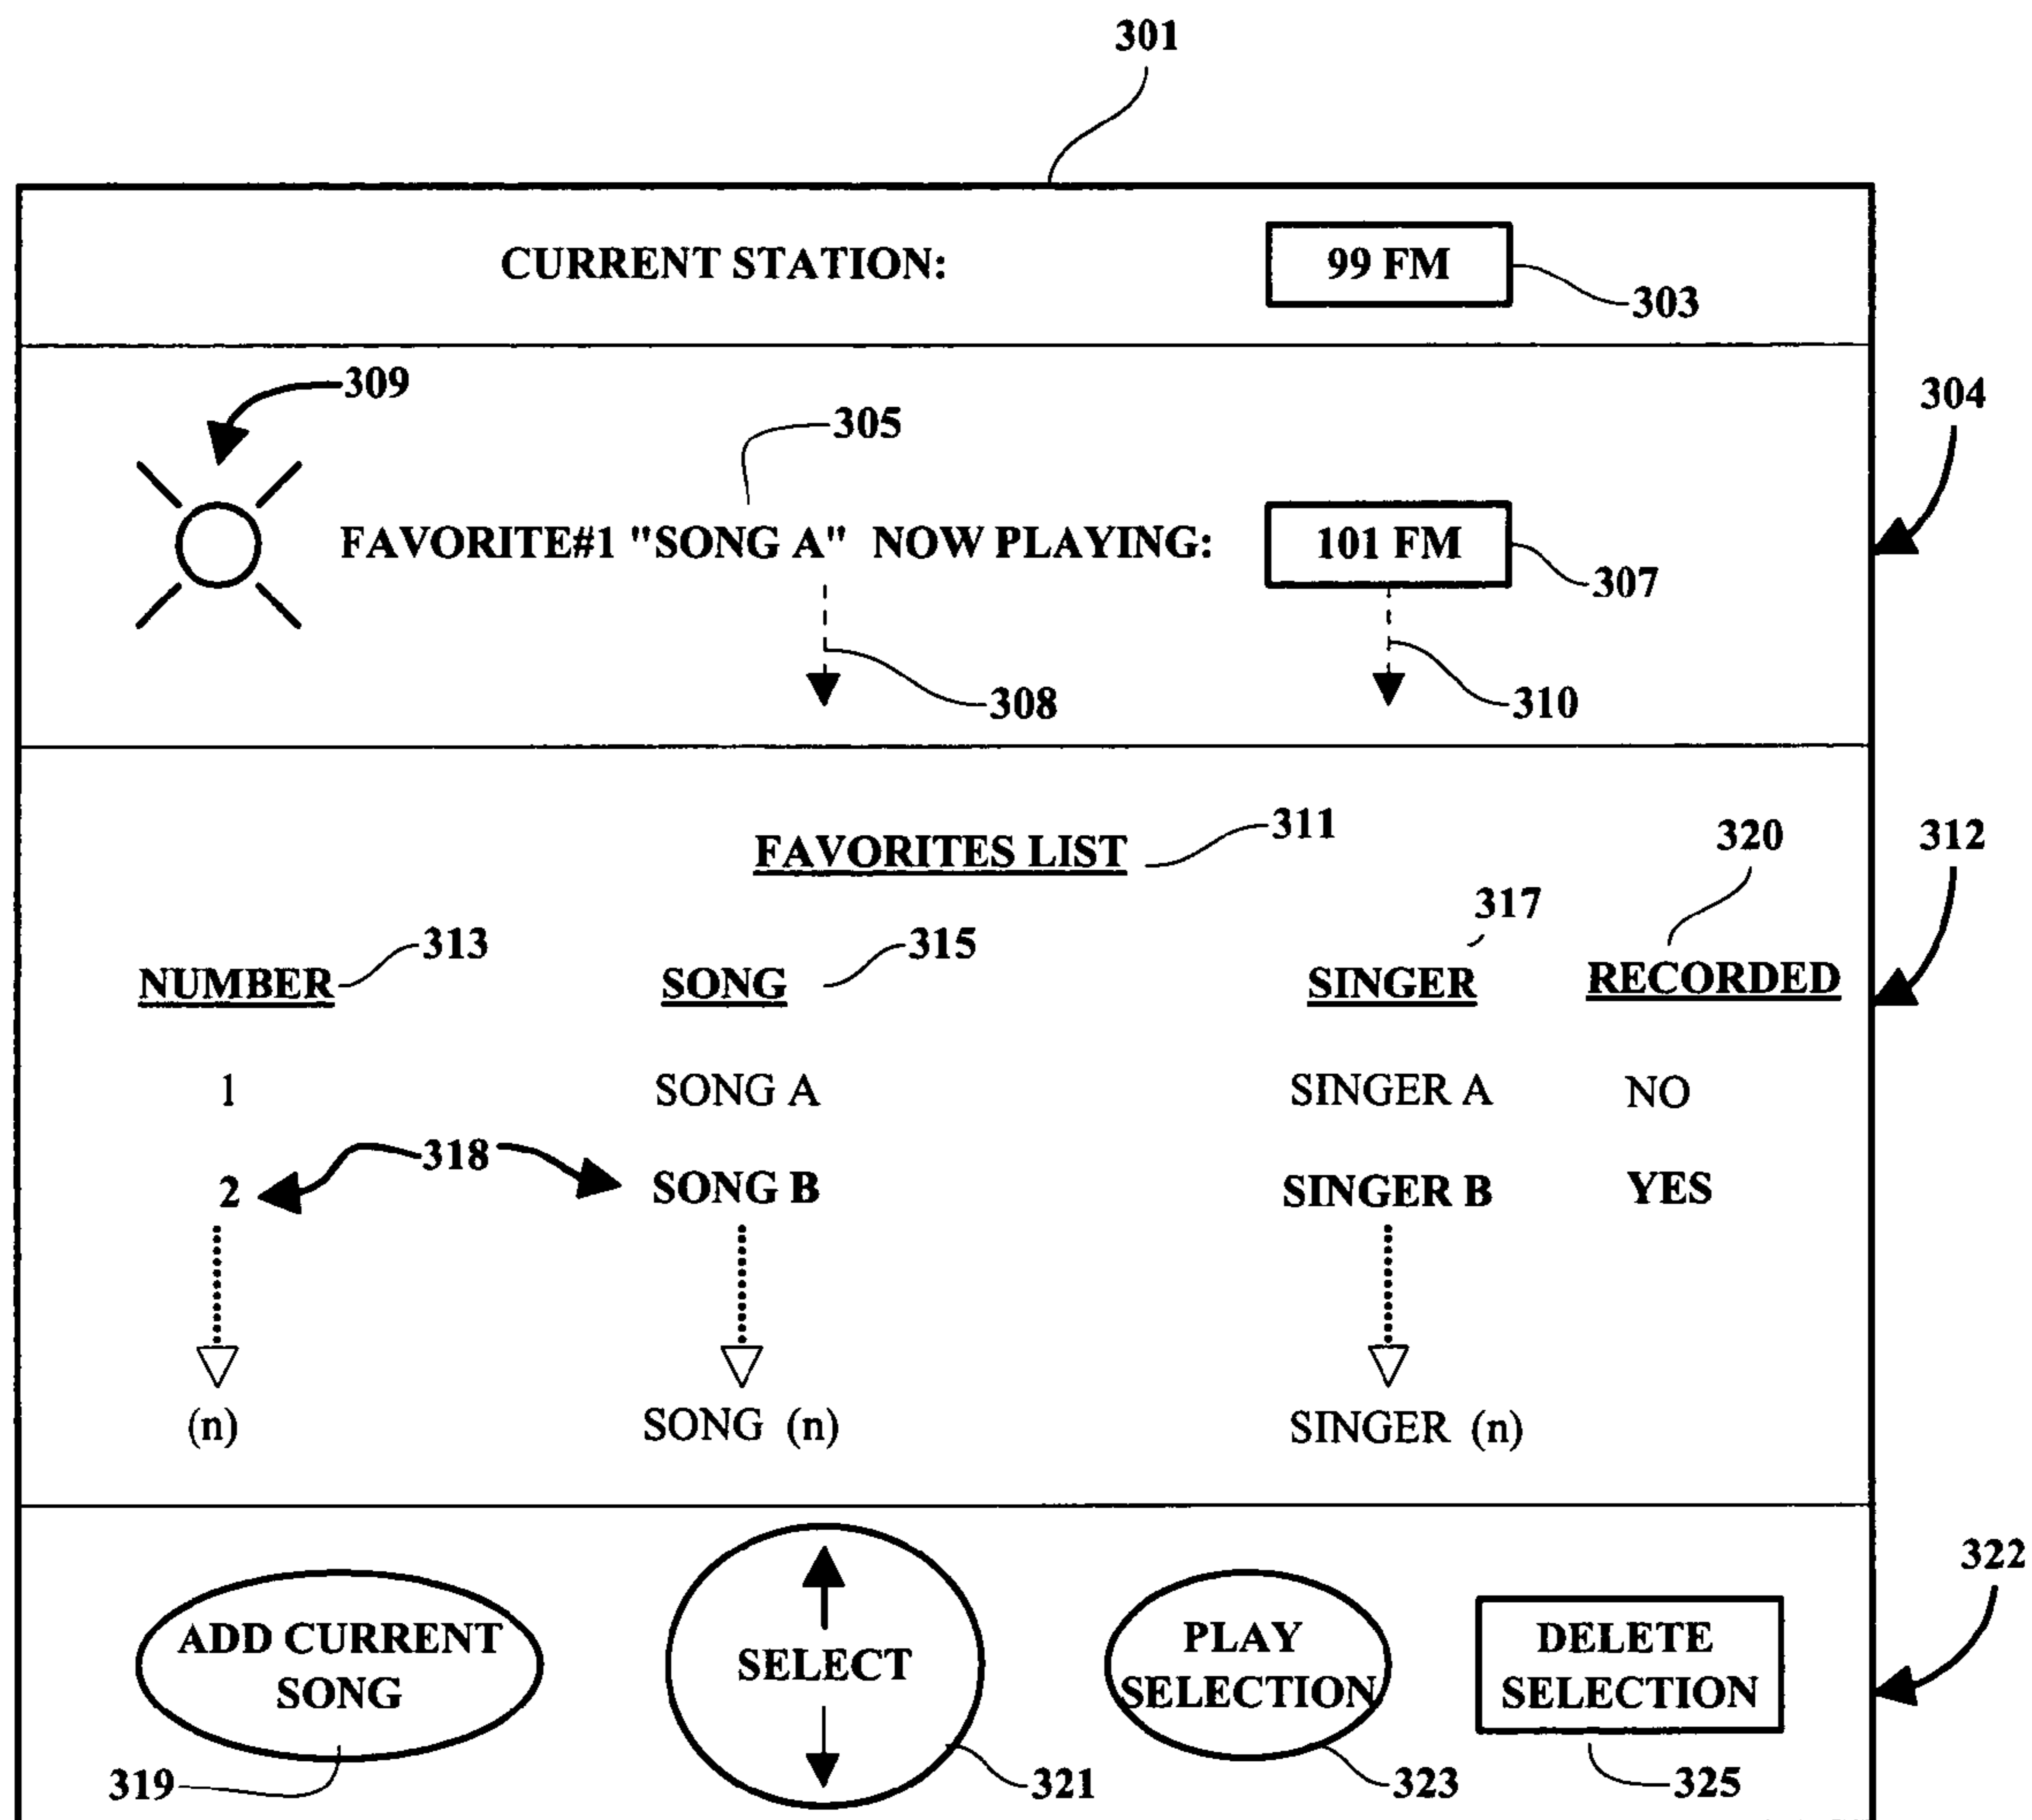 301
CURRENT STATION: 99 FM
303
309
304
305
FAVORITE#1 "SONG A" NOW PLAYING: 101 FM
307
308 310
311 320 312
FAVORITES LIST
317
313 315
NUMBER SONG SINGER RECORDED
1 SONG A SINGER A NO
318
2 SONG B SINGER B YES
(n) SONG (n) SINGER (n)
322
ADD CURRENT SONG
SELECT
PLAY SELECTION
DELETE SELECTION
319 321 323 325